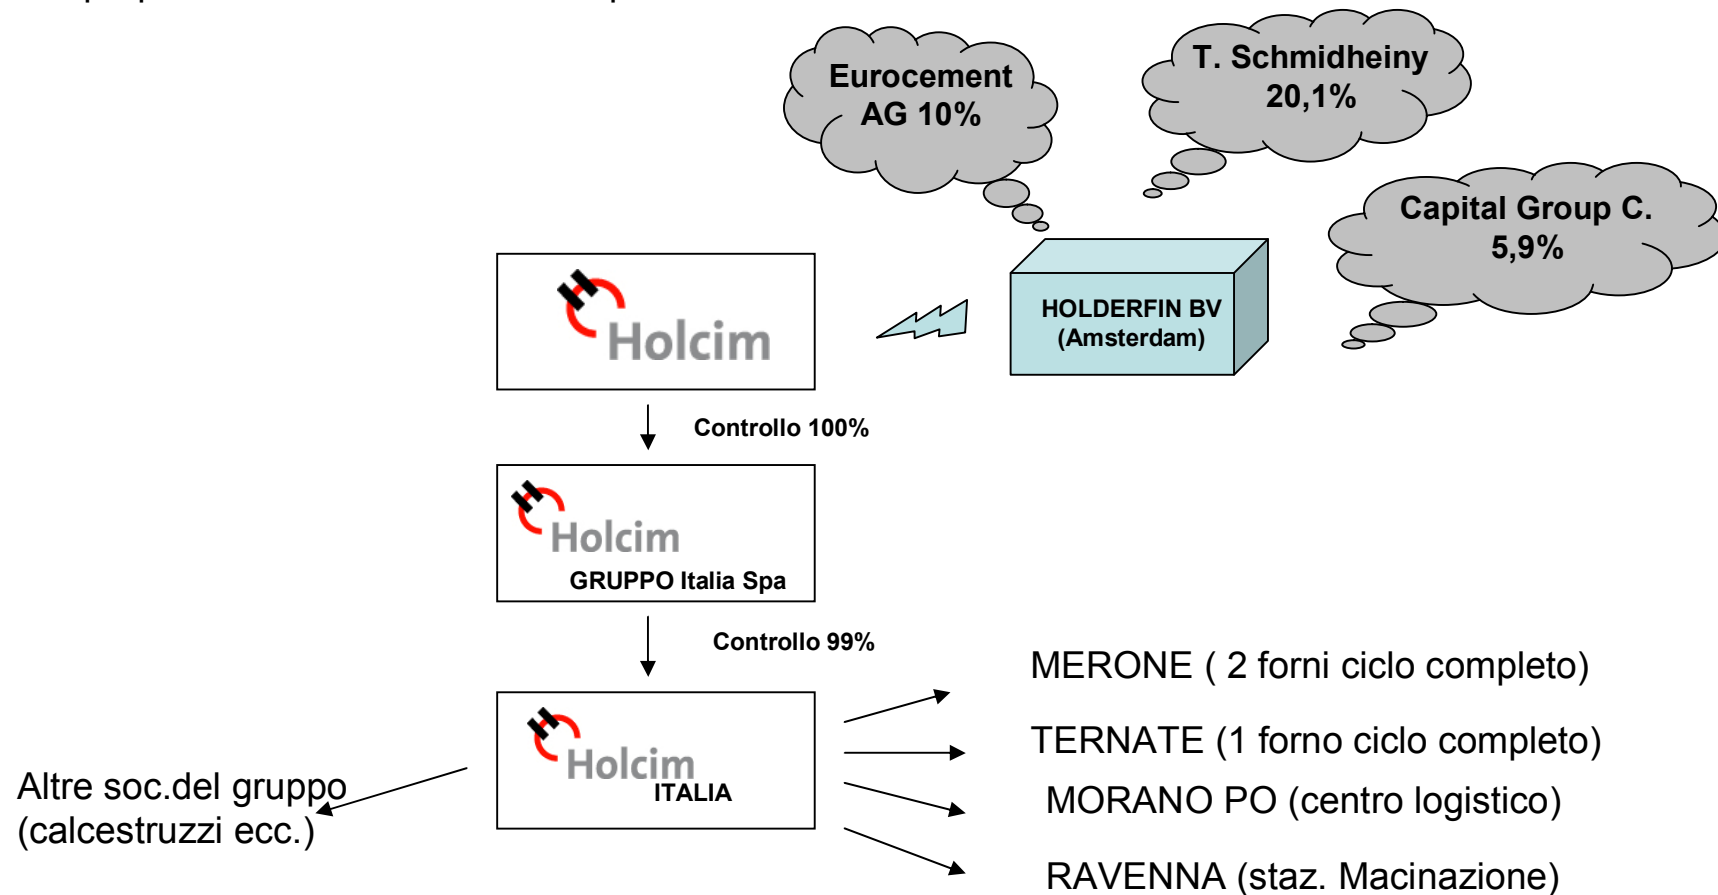 Eurocement
AG 10%
T. Schmidheiny
20,1%
Capital Group C.
5,9%
Holcim
HOLDERFIN BV
(Amsterdam)
Controllo 100%
Holcim
GRUPPO Italia Spa
Controllo 99%
Holcim
ITALIA
MERONE ( 2 forni ciclo completo)
TERNATE (1 forno ciclo completo)
MORANO PO (centro logistico)
RAVENNA (staz. Macinazione)
Altre soc.del gruppo
(calcestruzzi ecc.)